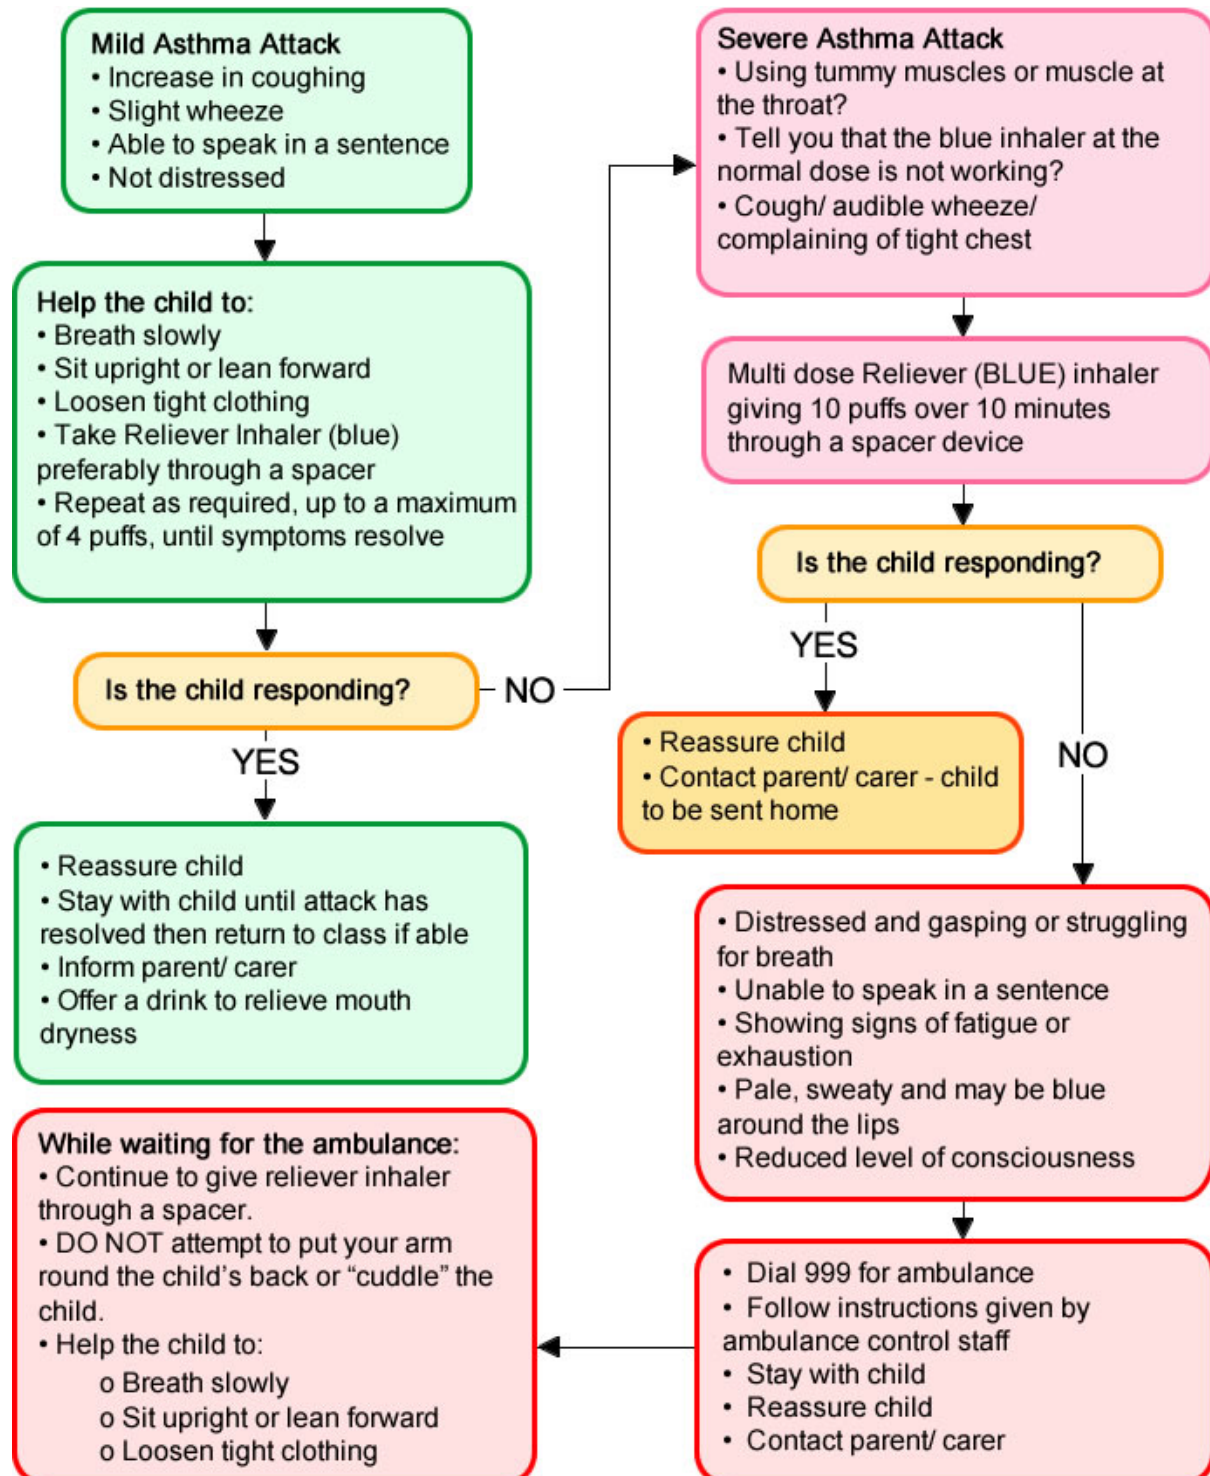 Mild Asthma Attack
• Increase in coughing
• Slight wheeze
• Able to speak in a sentence
• Not distressed
Help the child to:
• Breath slowly
• Sit upright or lean forward
• Loosen tight clothing
• Take Reliever Inhaler (blue)
preferably through a spacer
• Repeat as required, up to a maximum
of 4 puffs, until symptoms resolve
Is the child responding?
NO
YES
• Reassure child
• Stay with child until attack has
resolved then return to class if able
• Inform parent/ carer
• Offer a drink to relieve mouth
dryness
Severe Asthma Attack
• Using tummy muscles or muscle at
the throat?
• Tell you that the blue inhaler at the
normal dose is not working?
• Cough/ audible wheeze/
complaining of tight chest
Multi dose Reliever (BLUE) inhaler
giving 10 puffs over 10 minutes
through a spacer device
Is the child responding?
YES
NO
• Reassure child
• Contact parent/ carer - child
to be sent home
• Distressed and gasping or struggling
for breath
• Unable to speak in a sentence
• Showing signs of fatigue or
exhaustion
• Pale, sweaty and may be blue
around the lips
• Reduced level of consciousness
• Dial 999 for ambulance
• Follow instructions given by
ambulance control staff
• Stay with child
• Reassure child
• Contact parent/ carer
While waiting for the ambulance:
• Continue to give reliever inhaler
through a spacer.
• DO NOT attempt to put your arm
round the child's back or “cuddle” the
child.
• Help the child to:
o Breath slowly
o Sit upright or lean forward
o Loosen tight clothing